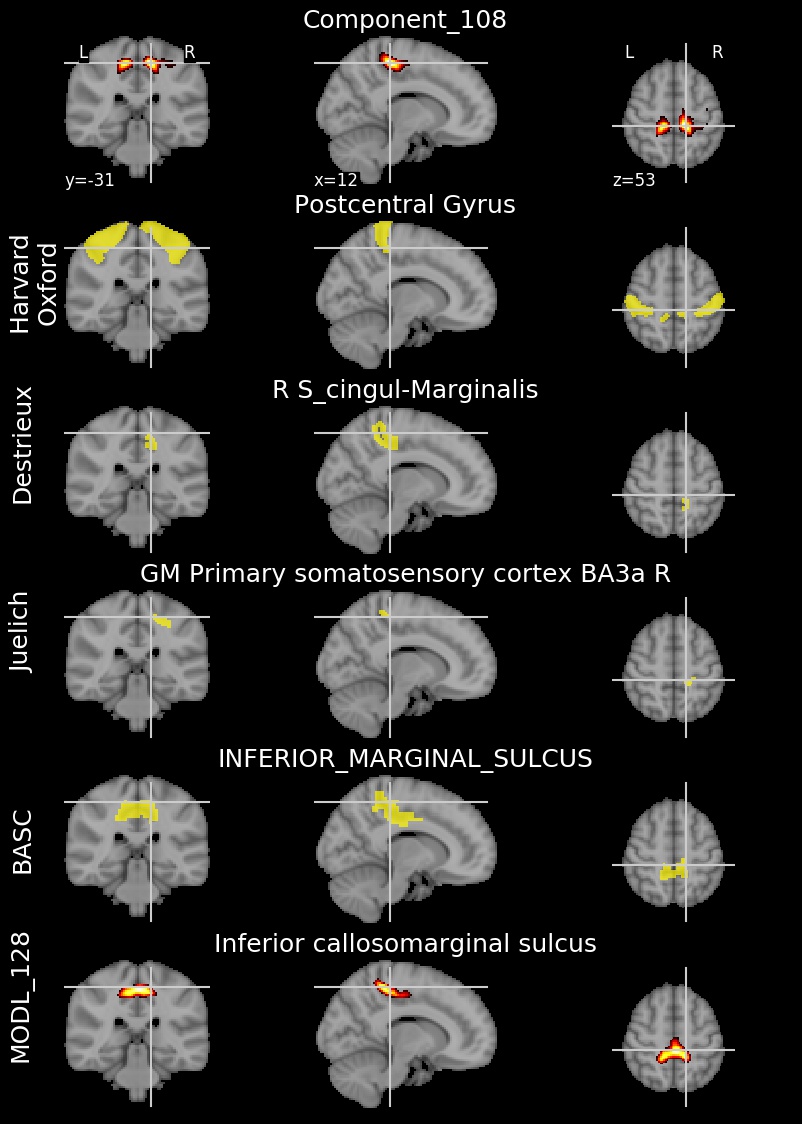 Component_108
L R
L R
y=-31
x=12
z=53
Postcentral Gyrus
Harvard
Oxford
R S_cingul-Marginalis
Destrieux
GM Primary somatosensory cortex BA3a R
Juelich
INFERIOR_MARGINAL_SULCUS
BASC
Inferior callosomarginal sulcus
MODL_128